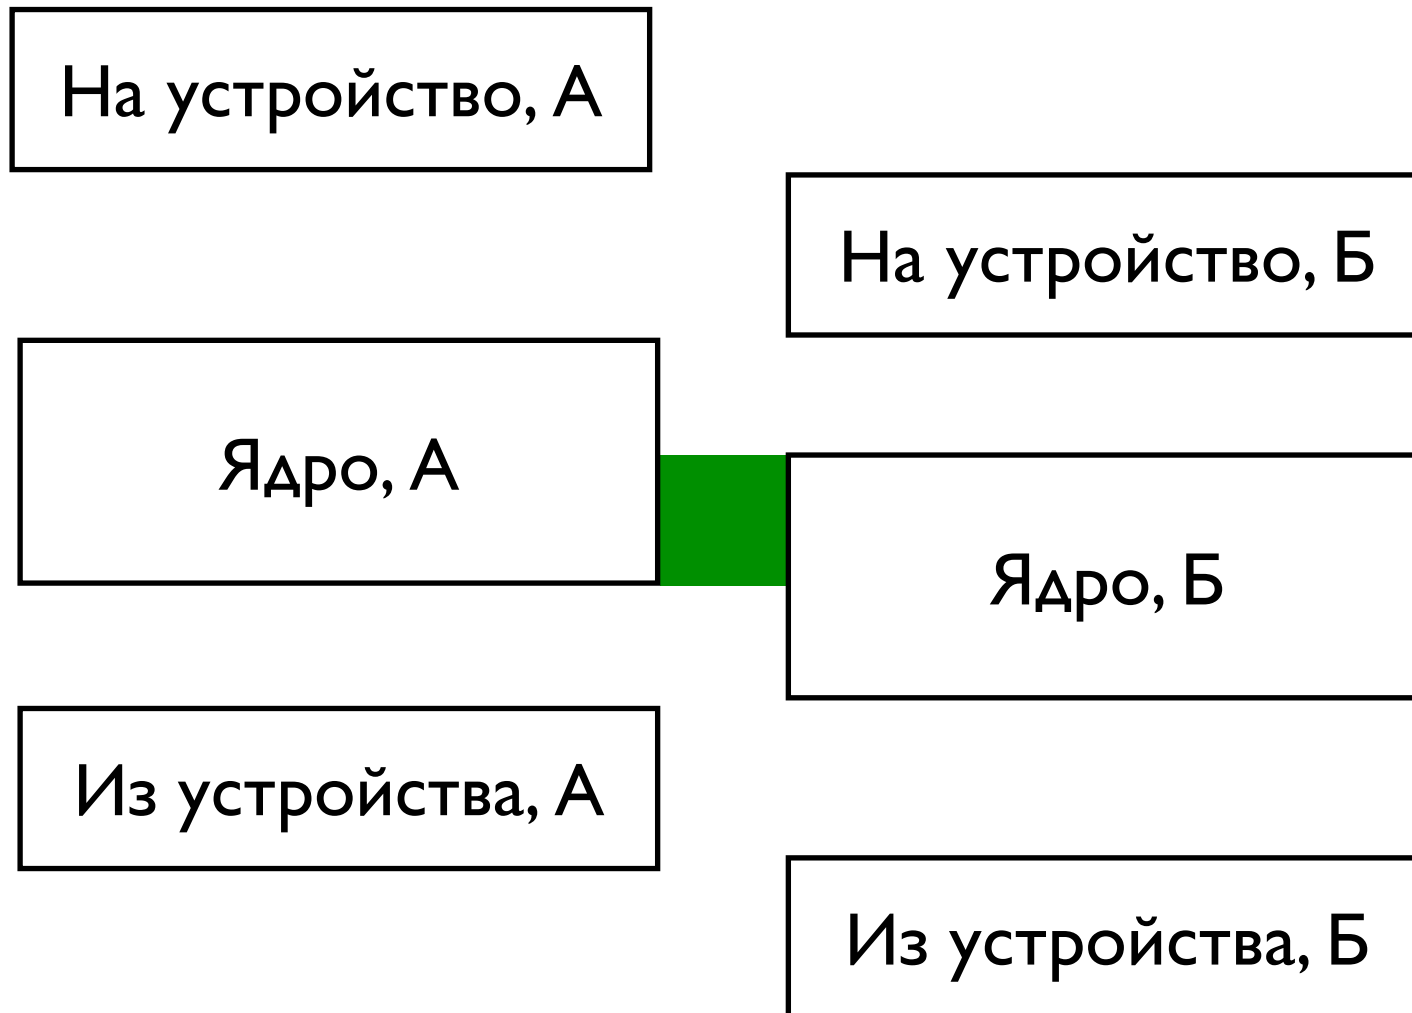 На устройство, А
На устройство, Б
Ядро, А
Ядро, Б
Из устройства, А
Из устройства, Б